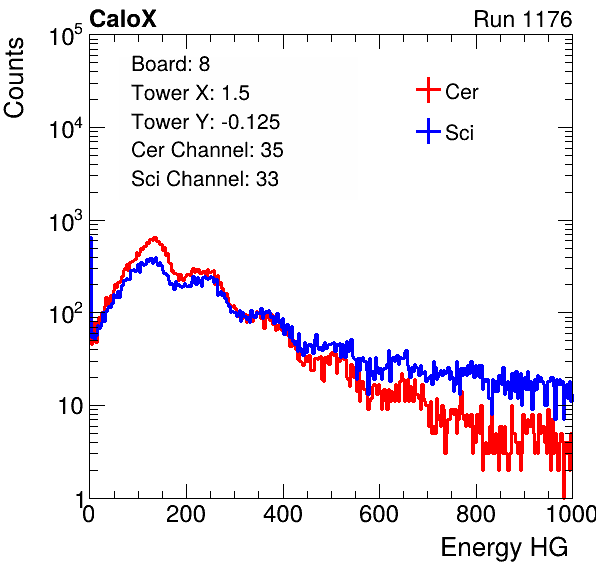 CaloX Run 1176
Counts
10^5
10^4
10^3
10^2
10
1
Board: 8
Tower X: 1.5
Tower Y: -0.125
Cer Channel: 35
Sci Channel: 33
Cer
Sci
0 200 400 600 800 1000
Energy HG